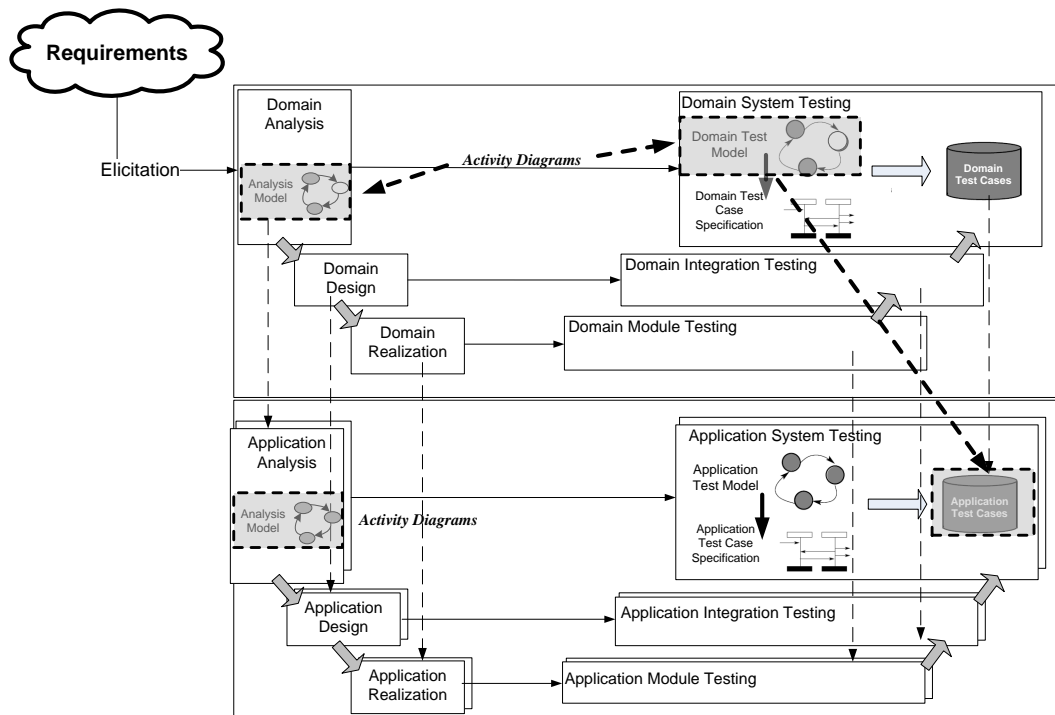 Requirements
Elicitation
Domain
Analysis
Analysis
Model
Activity Diagrams
Domain System Testing
Domain Test
Model
Domain Test
Case
Specification
Domain
Test Cases
Domain
Design
Domain Integration Testing
Domain
Realization
Domain Module Testing
Application
Analysis
Analysis
Model
Activity Diagrams
Application System Testing
Application
Test Model
Application
Test Case
Specification
Application
Test Cases
Application
Design
Application Integration Testing
Application
Realization
Application Module Testing